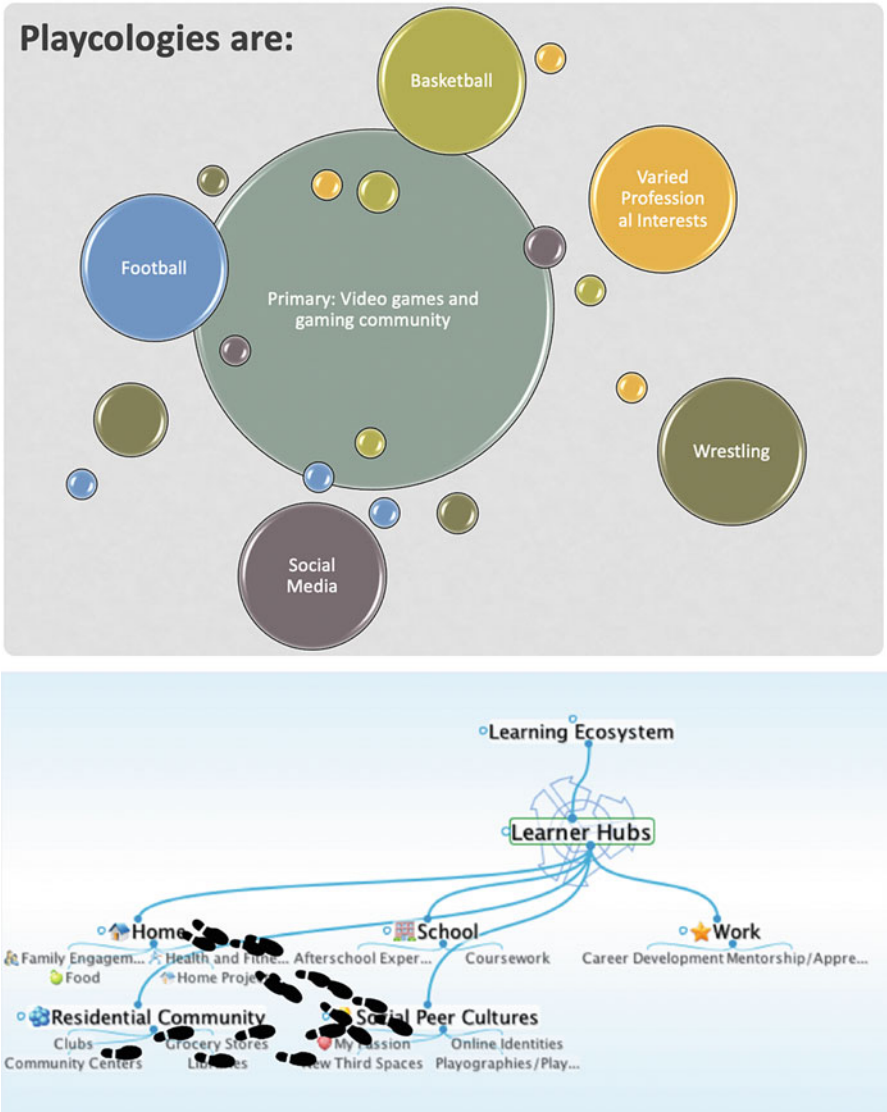 Playcologies are:
Basketball
Varied
Profession
al Interests
Football
Primary: Video games and
gaming community
Wrestling
Social
Media
Learning Ecosystem
Learner Hubs
Home
School
Work
Family Engagem...
Health and Fitne...
Afterschool Exper...
Coursework
Career Development
Mentorship/Appre...
Food
Home Projec
Residential Community
Social Peer Cultures
Clubs
Grocery Stores
My Passion
Online Identities
Community Centers
Libraries
New Third Spaces
Playographies/Play...